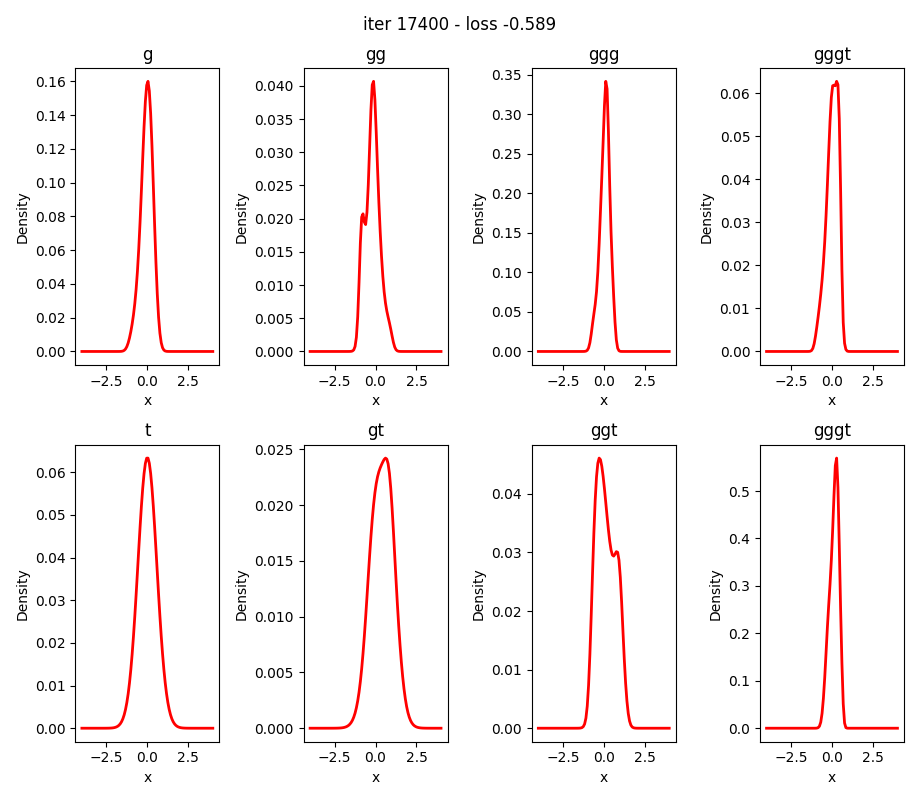 iter 17400 - loss -0.589
g
gg
ggg
gggt
0.16
0.14
0.12
0.10
0.08
0.06
0.04
0.02
0.00
Density
−2.5 0.0 2.5
x
0.040
0.035
0.030
0.025
0.020
0.015
0.010
0.005
0.000
Density
−2.5 0.0 2.5
x
0.35
0.30
0.25
0.20
0.15
0.10
0.05
0.00
Density
−2.5 0.0 2.5
x
0.06
0.05
0.04
0.03
0.02
0.01
0.00
Density
−2.5 0.0 2.5
x
t
gt
ggt
gggt
0.06
0.05
0.04
0.03
0.02
0.01
0.00
Density
−2.5 0.0 2.5
x
0.025
0.020
0.015
0.010
0.005
0.000
Density
−2.5 0.0 2.5
x
0.04
0.03
0.02
0.01
0.00
Density
−2.5 0.0 2.5
x
0.5
0.4
0.3
0.2
0.1
0.0
Density
−2.5 0.0 2.5
x